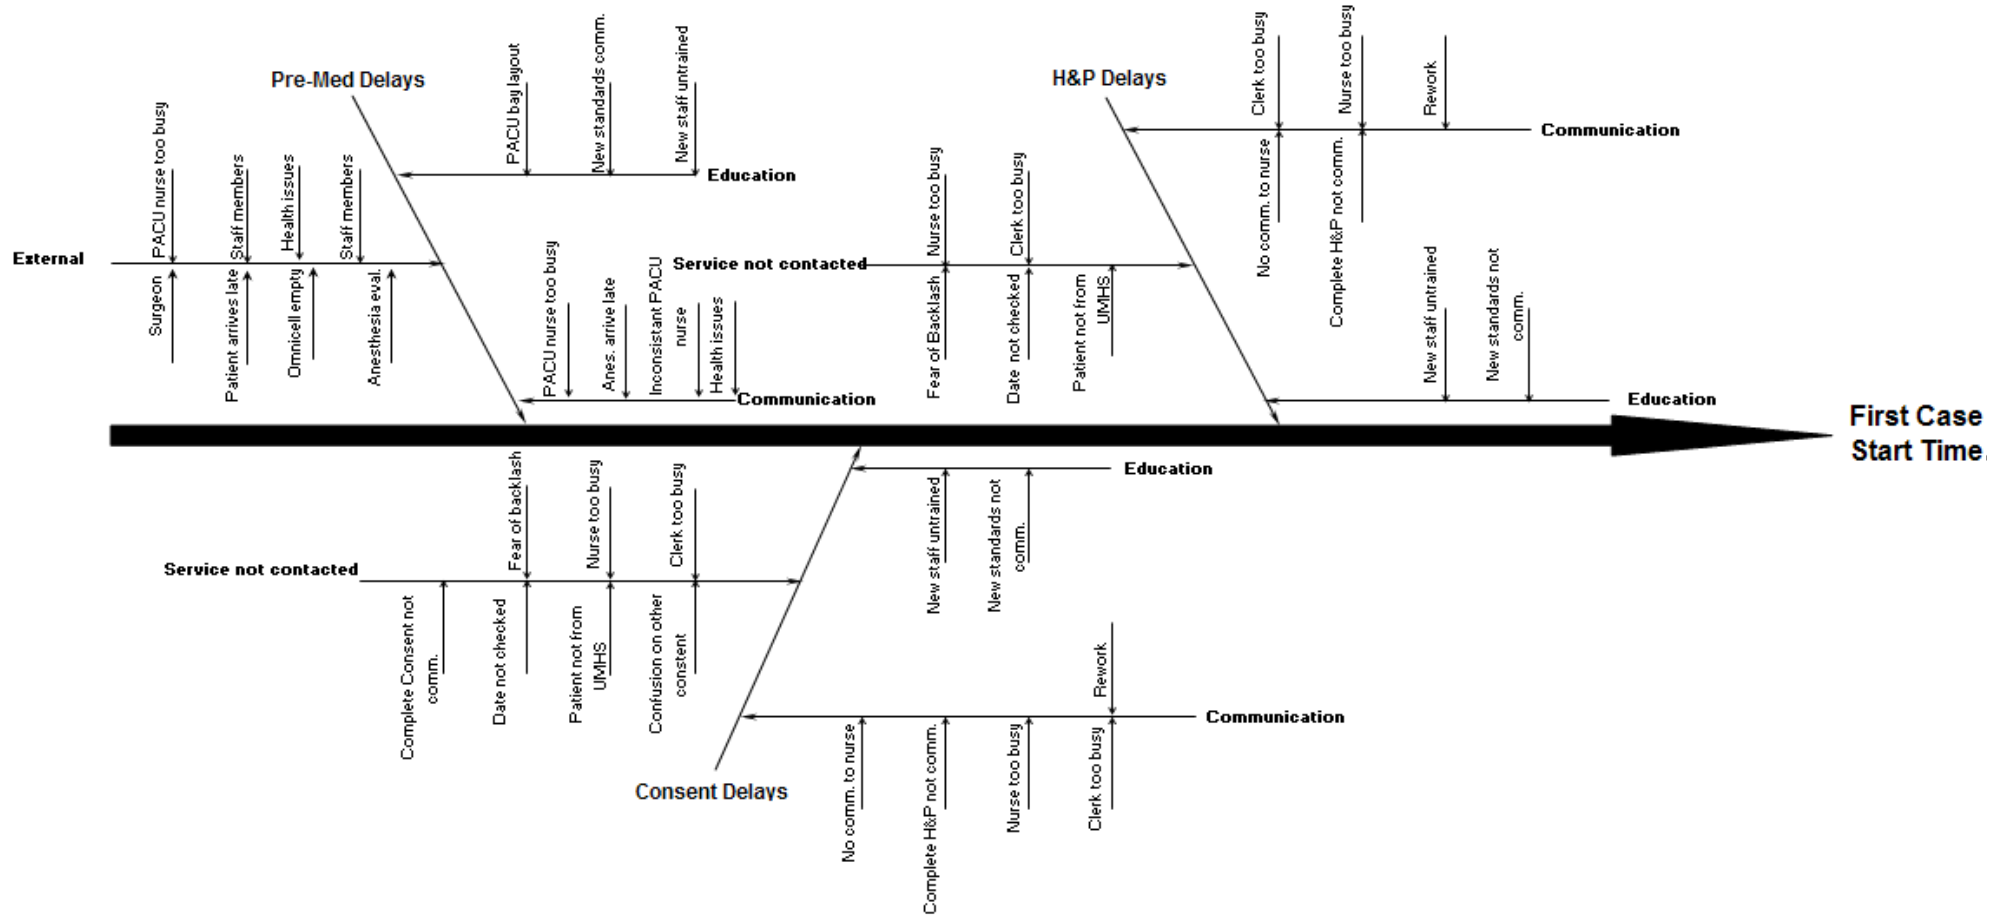 Pre-Med Delays
PACU bay layout
New standards comm.
New staff untrained
Education
PACU nurse too busy
Staff members
Health issues
Staff members
External
Surgeon
Patient arrives late
Omnicell empty
Anesthesia eval.
PACU nurse too busy
Anes. arrive late
Inconsistant PACU
nurse
Health issues
Communication
H&P Delays
Clerk too busy
Nurse too busy
Rework
Communication
No comm. to nurse
Complete H&P not comm.
Nurse too busy
Clerk too busy
Service not contacted
Fear of Backlash
Date not checked
Patient not from
UMHS
New staff untrained
New standards not
comm.
Education
First Case
Start Time
Fear of backlash
Nurse too busy
Clerk too busy
Service not contacted
Complete Consent not
comm.
Date not checked
Patient not from
UMHS
Confusion on other
constent
Education
New staff untrained
New standards not
comm.
Rework
Communication
No comm. to nurse
Complete H&P not comm.
Nurse too busy
Clerk too busy
Consent Delays